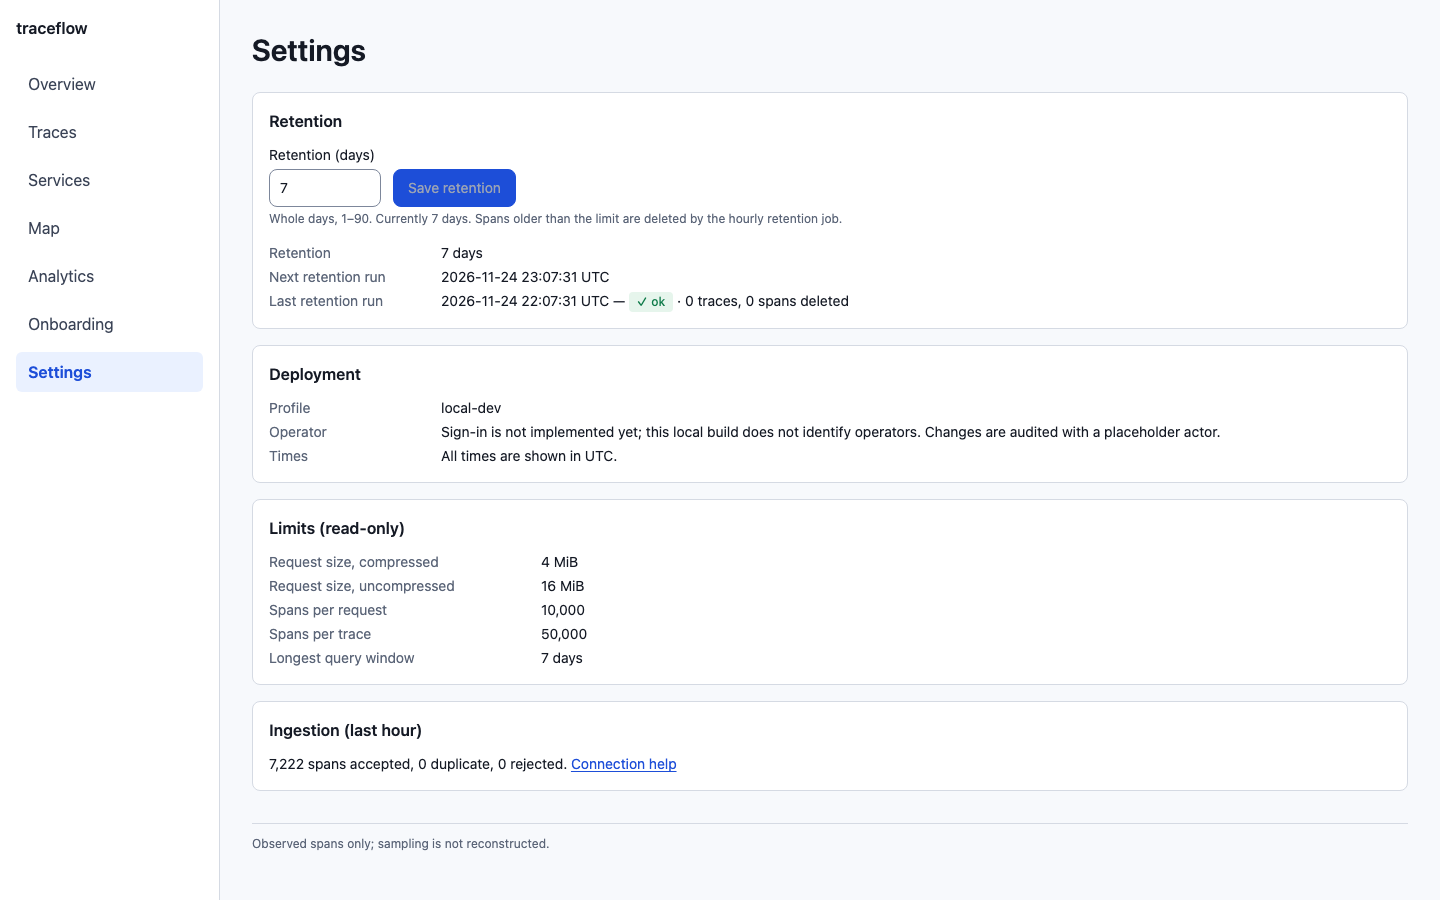 traceflow
Overview
Traces
Services
Map
Analytics
Onboarding
Settings
Settings
Retention
Retention (days)
7
Save retention
Whole days, 1–90. Currently 7 days. Spans older than the limit are deleted by the hourly retention job.
Retention 7 days
Next retention run 2026-11-24 23:07:31 UTC
Last retention run 2026-11-24 22:07:31 UTC — ✓ ok · 0 traces, 0 spans deleted
Deployment
Profile local-dev
Operator Sign-in is not implemented yet; this local build does not identify operators. Changes are audited with a placeholder actor.
Times All times are shown in UTC.
Limits (read-only)
Request size, compressed 4 MiB
Request size, uncompressed 16 MiB
Spans per request 10,000
Spans per trace 50,000
Longest query window 7 days
Ingestion (last hour)
7,222 spans accepted, 0 duplicate, 0 rejected. Connection help
Observed spans only; sampling is not reconstructed.